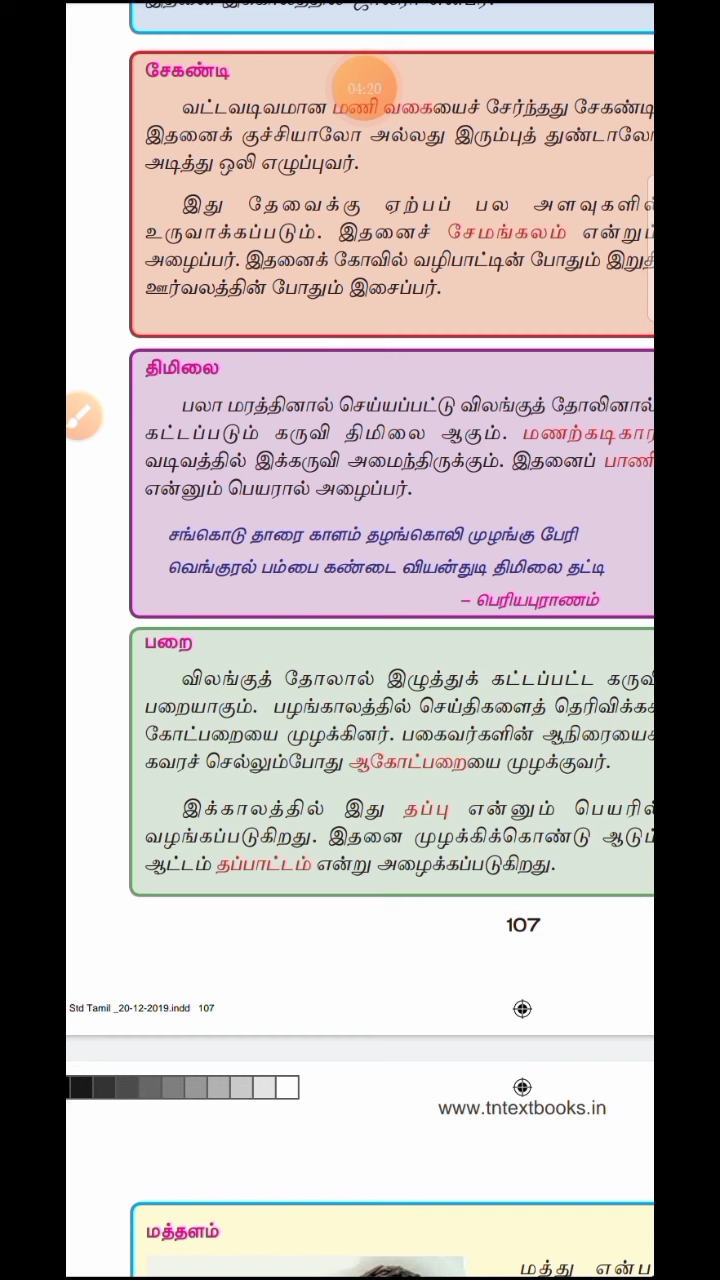 சேகண்டி
04:20
வட்டவடிவமான மணி வகையைச் சேர்ந்தது சேகண்டி
இதனைக் குச்சியாலோ அல்லது இரும்புத் துண்டாலோ
அடித்து ஒலி எழுப்புவர்.
இது தேவைக்கு ஏற்பப் பல அளவுகளில்
உருவாக்கப்படும். இதனைச் சேமங்கலம் என்றும்
அழைப்பர். இதனைக் கோவில் வழிபாட்டின் போதும் இறுதி
ஊர்வலத்தின் போதும் இசைப்பர்.
திமிலை
பலா மரத்தினால் செய்யப்பட்டு விலங்குத் தோலினால்
கட்டப்படும் கருவி திமிலை ஆகும். மணற்கடிகார
வடிவத்தில் இக்கருவி அமைந்திருக்கும். இதனைப் பாணி
என்னும் பெயரால் அழைப்பர்.
சங்கொடு தாரை காளம் தழங்கொலி முழங்கு பேரி
வெங்குரல் பம்பை கண்டை வியன்துடி திமிலை தட்டி
– பெரியபுராணம்
பறை
விலங்குத் தோலால் இழுத்துக் கட்டப்பட்ட கருவி
பறையாகும். பழங்காலத்தில் செய்திகளைத் தெரிவிக்கக்
கோட்பறையை முழக்கினர். பகைவர்களின் ஆநிரையைக்
கவரச் செல்லும்போது ஆகோட்பறையை முழக்குவர்.
இக்காலத்தில் இது தப்பு என்னும் பெயரில்
வழங்கப்படுகிறது. இதனை முழக்கிக்கொண்டு ஆடும்
ஆட்டம் தப்பாட்டம் என்று அழைக்கப்படுகிறது.
107
Std Tamil _20-12-2019.indd 107
www.tntextbooks.in
மத்தளம்
மத்து